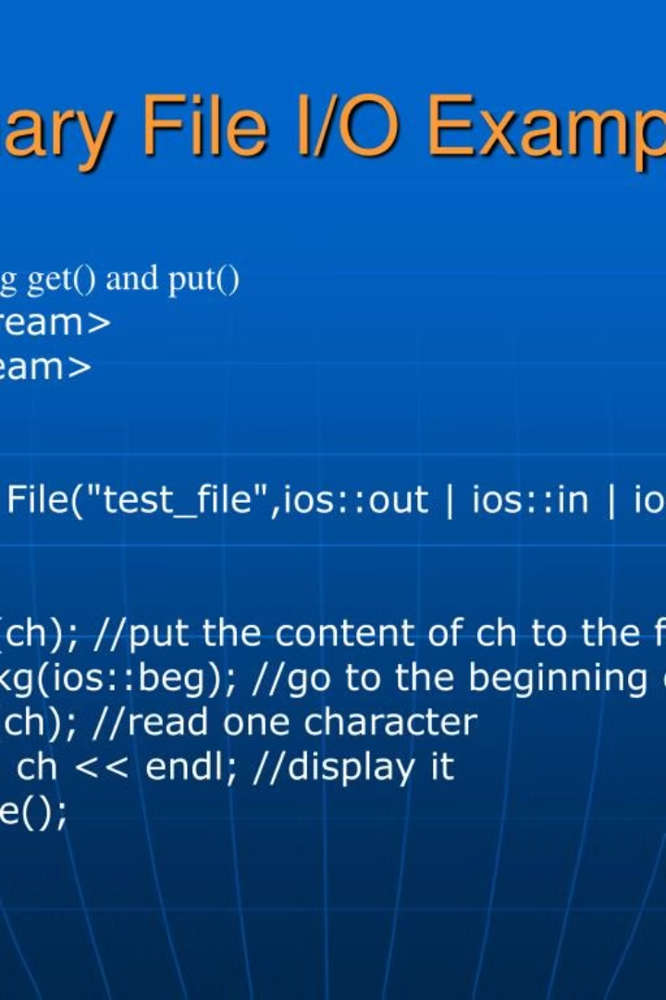 ary File I/O Examp
g get() and put()
ream>
eam>
File("test_file",ios::out | ios::in | io
(ch); //put the content of ch to the f
kg(ios::beg); //go to the beginning
(ch); //read one character
ch << endl; //display it
e();